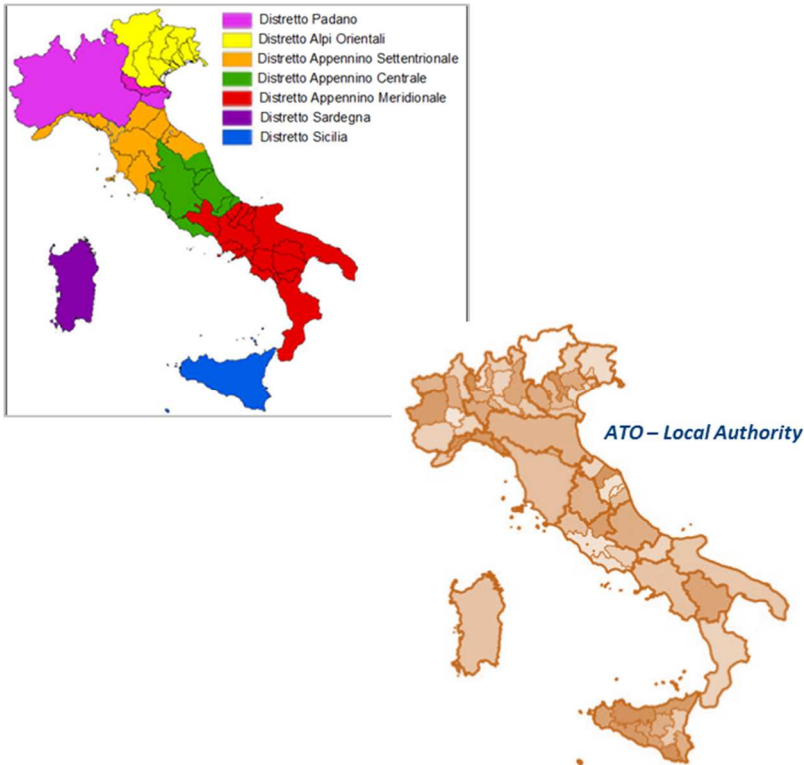 Distretto Padano
Distretto Alpi Orientali
Distretto Appennino Settentrionale
Distretto Appennino Centrale
Distretto Appennino Meridionale
Distretto Sardegna
Distretto Sicilia
ATO – Local Authority